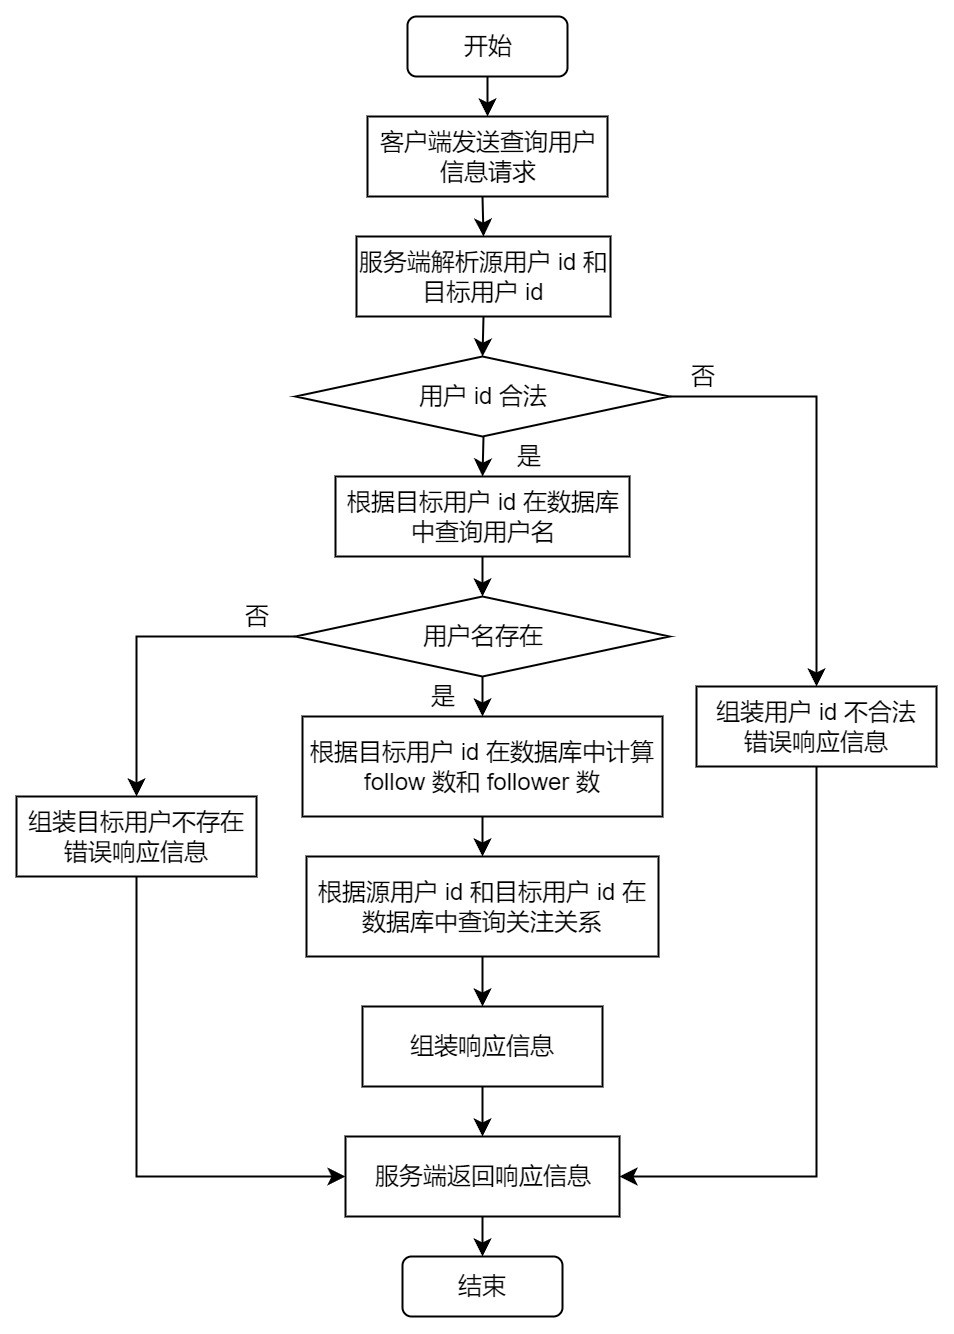 开始
客户端发送查询用户
信息请求
服务端解析源用户 id 和
目标用户 id
用户 id 合法
否
是
根据目标用户 id 在数据库
中查询用户名
用户名存在
否
是
根据目标用户 id 在数据库中计算
follow 数和 follower 数
组装用户 id 不合法
错误响应信息
组装目标用户不存在
错误响应信息
根据源用户 id 和目标用户 id 在
数据库中查询关注关系
组装响应信息
服务端返回响应信息
结束